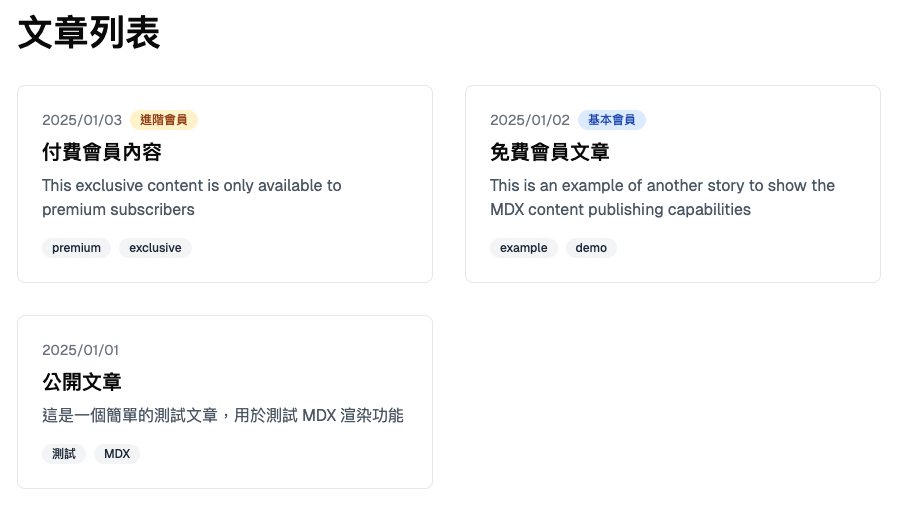 文章列表
2025/01/03 進階會員
付費會員內容
This exclusive content is only available to
premium subscribers
premium exclusive
2025/01/02 基本會員
免費會員文章
This is an example of another story to show the
MDX content publishing capabilities
example demo
2025/01/01
公開文章
這是一個簡單的測試文章，用於測試 MDX 渲染功能
測試 MDX